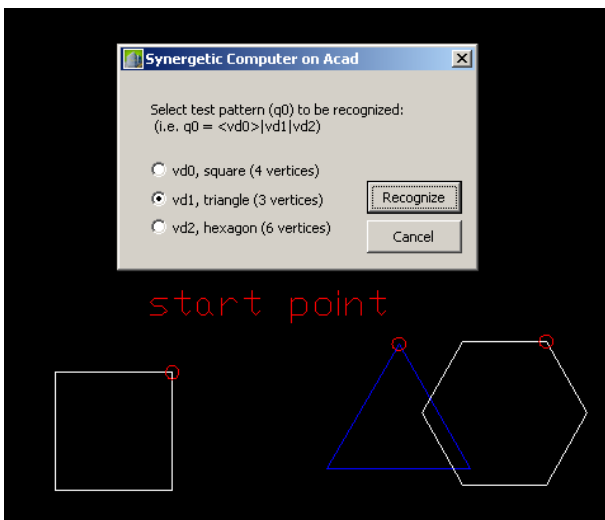 Synergetic Computer on Acad
Select test pattern (q0) to be recognized:
(i.e. q0 = <vd0>|vd1|vd2)
vd0, square (4 vertices)
vd1, triangle (3 vertices)
Recognize
vd2, hexagon (6 vertices)
Cancel
start point